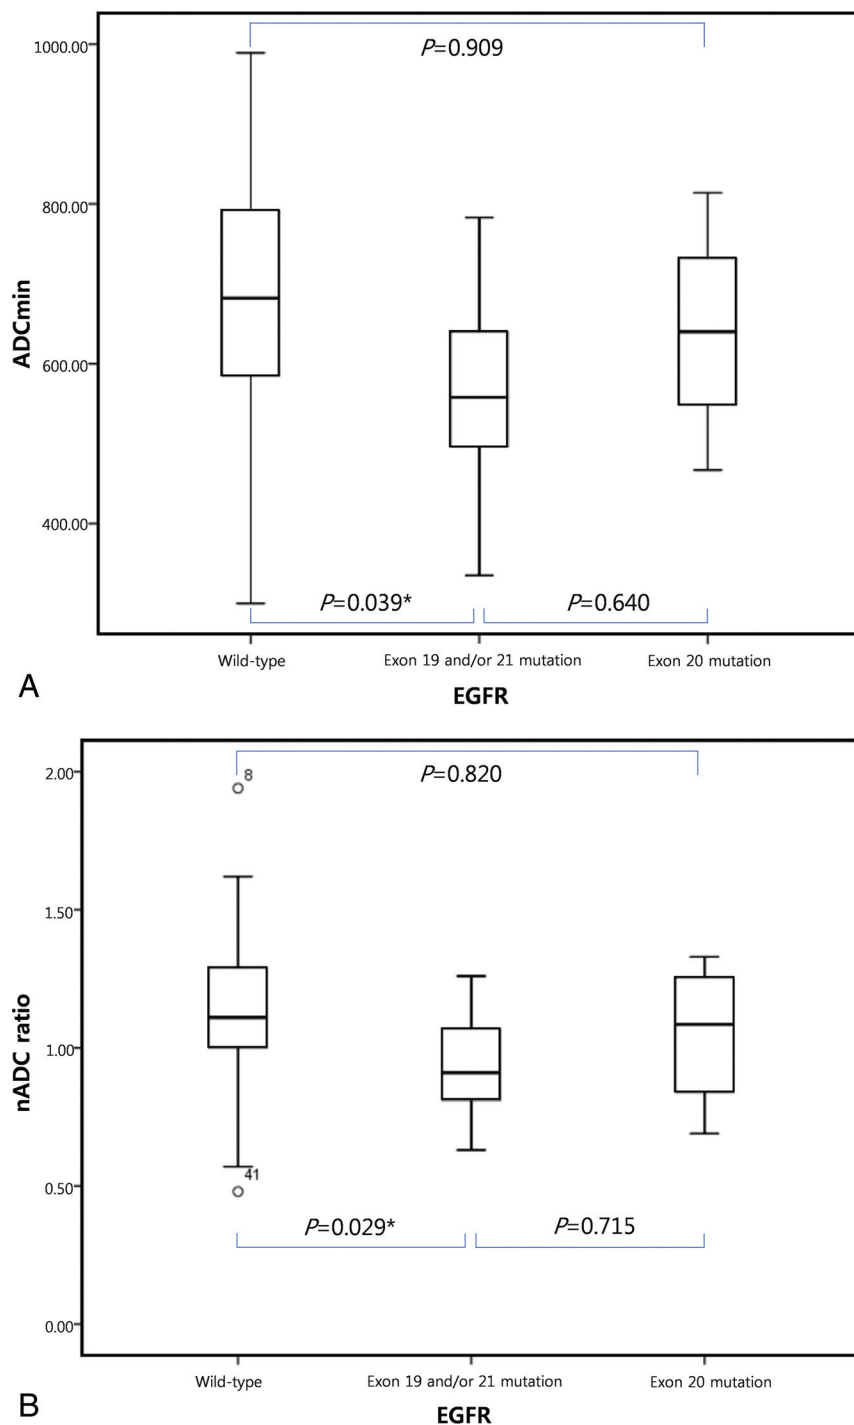 1000.00
P=0.909
800.00
ADCmin
600.00
400.00
P=0.039*
P=0.640
Wild-type
Exon 19 and/or 21 mutation
Exon 20 mutation
A
EGFR
2.00
8
P=0.820
1.50
nADC ratio
1.00
0.50
41
P=0.029*
P=0.715
0.00
Wild-type
Exon 19 and/or 21 mutation
Exon 20 mutation
B
EGFR